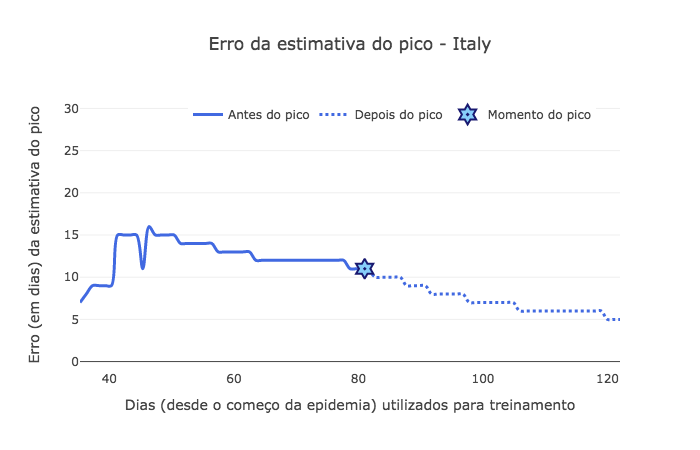 Erro da estimativa do pico - Italy
Antes do pico
Depois do pico
Momento do pico
Erro (em dias) da estimativa do pico
30
25
20
15
10
5
0
40
60
80
100
120
Dias (desde o começo da epidemia) utilizados para treinamento